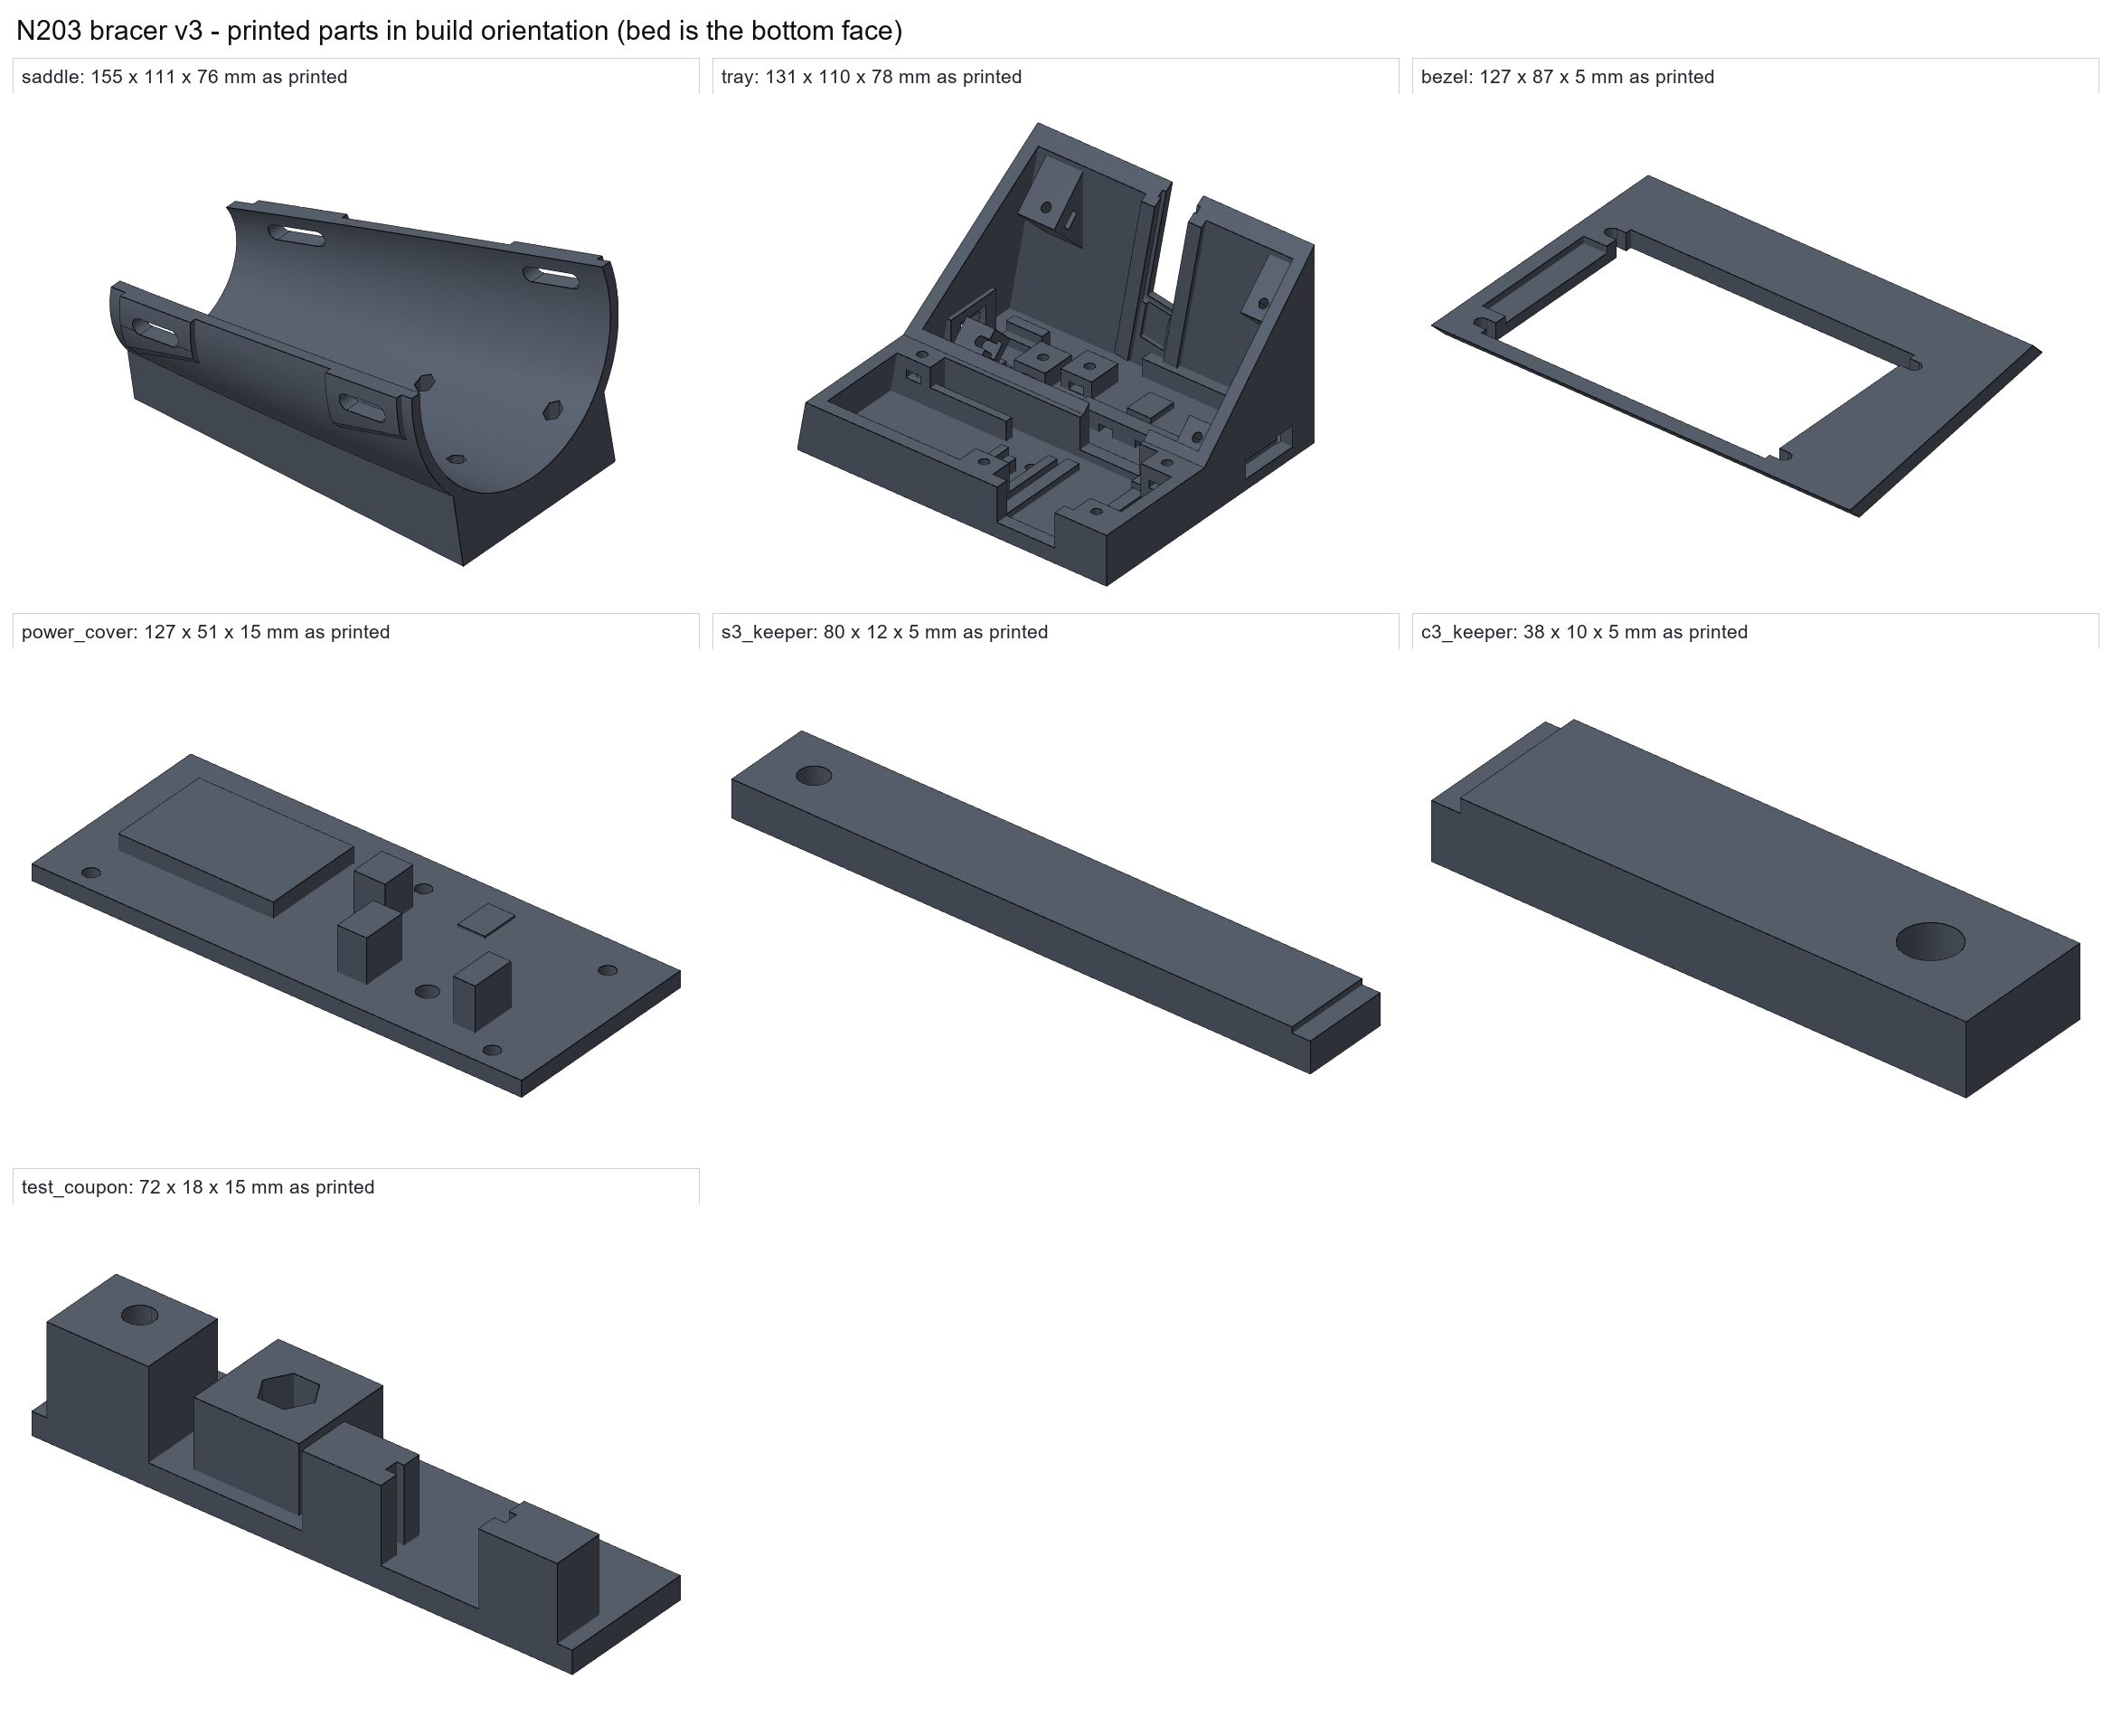 N203 bracer v3 - printed parts in build orientation (bed is the bottom face)
saddle: 155 x 111 x 76 mm as printed
tray: 131 x 110 x 78 mm as printed
bezel: 127 x 87 x 5 mm as printed
power_cover: 127 x 51 x 15 mm as printed
s3_keeper: 80 x 12 x 5 mm as printed
c3_keeper: 38 x 10 x 5 mm as printed
test_coupon: 72 x 18 x 15 mm as printed